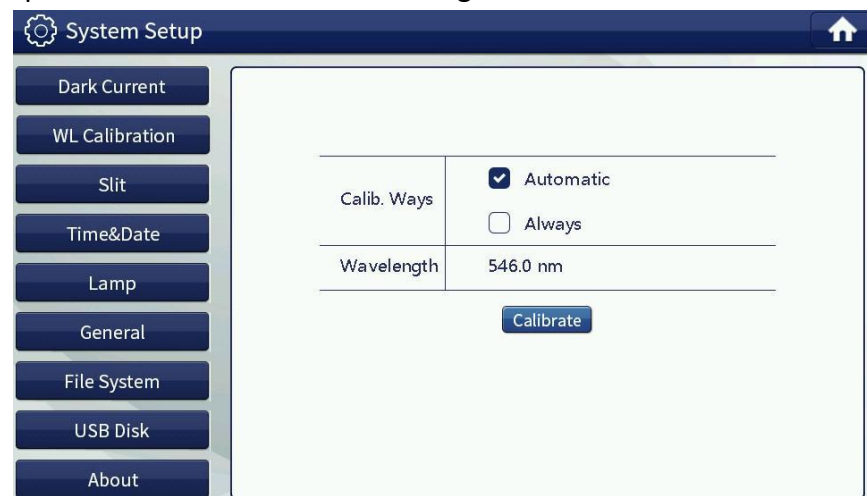 System Setup
Dark Current
WL Calibration
Slit
Time&Date
Lamp
General
File System
USB Disk
About
Calib. Ways
Automatic
Always
Wavelength 546.0 nm
Calibrate